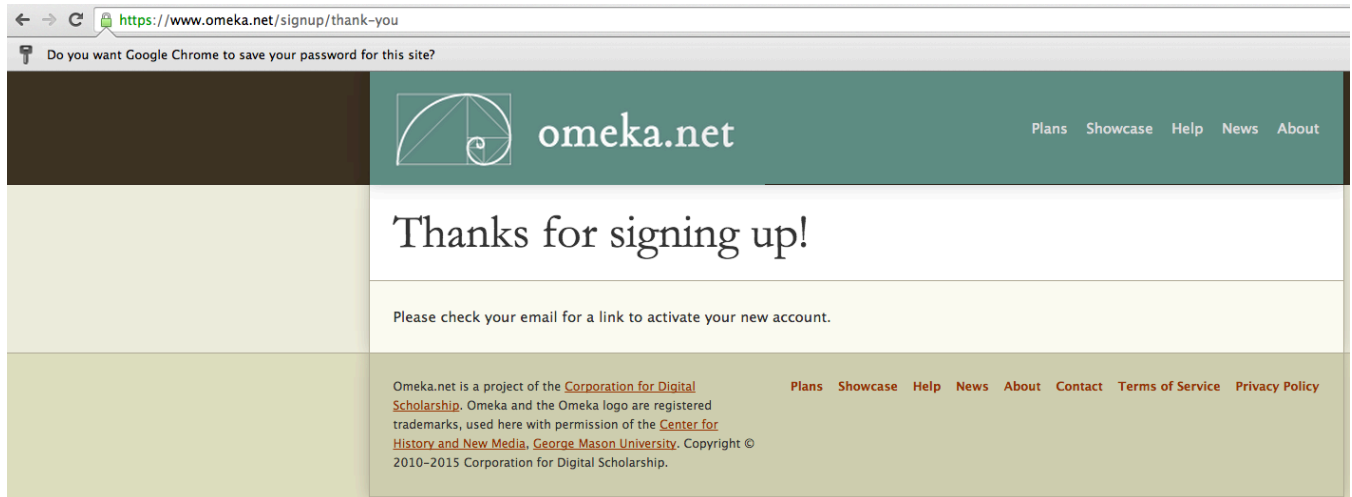 https://www.omeka.net/signup/thank-you
Do you want Google Chrome to save your password for this site?
omeka.net
Plans Showcase Help News About
Thanks for signing up!
Please check your email for a link to activate your new account.
Omeka.net is a project of the Corporation for Digital
Scholarship. Omeka and the Omeka logo are registered
trademarks, used here with permission of the Center for
History and New Media, George Mason University. Copyright ©
2010–2015 Corporation for Digital Scholarship.
Plans Showcase Help News About Contact Terms of Service Privacy Policy